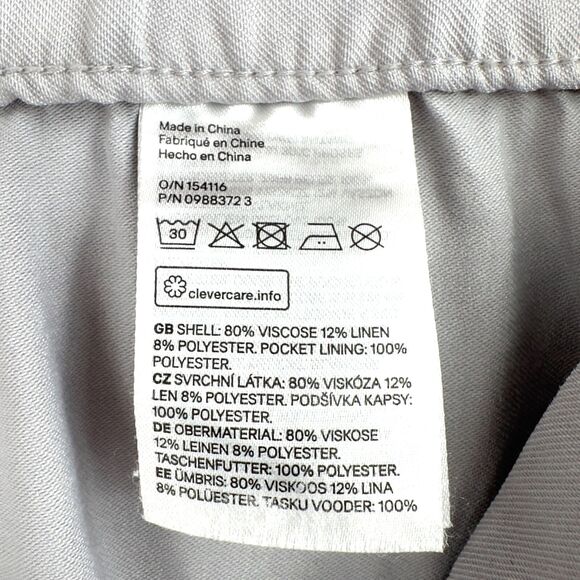 Made in China
Fabriqué en Chine
Hecho en China
O/N 154116
P/N 0988372 3
30
clevercare.info
GB SHELL: 80% VISCOSE 12% LINEN
8% POLYESTER. POCKET LINING: 100%
POLYESTER.
CZ SVRCHNÍ LÁTKA: 80% VISKÓZA 12%
LEN 8% POLYESTER. PODŠÍVKA KAPSY:
100% POLYESTER.
DE OBERMATERIAL: 80% VISKOSE
12% LEINEN 8% POLYESTER.
TASCHENFUTTER: 100% POLYESTER.
EE ÜMBRIS: 80% VISKOOS 12% LINA
8% POLÜESTER. TASKU VOODER: 100%